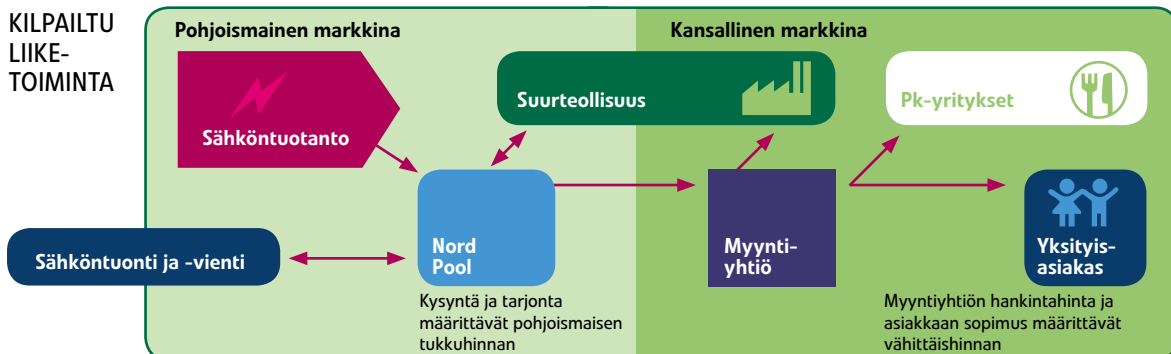 KILPAILTU
LIIKE-
TOIMINTA
Pohjoismainen markkina
Kansallinen markkina
Sähköntuotanto
Suurteollisuus
Pk-yritykset
Sähköntuonti ja -vienti
Nord
Pool
Myynti-
yhtiö
Yksityis-
asiakas
Kysyntä ja tarjonta
määrittävät pohjoismaisen
tukkuhinnan
Myyntiyhtiön hankintahinta ja
asiakkaan sopimus määrittävät
vähittäishinnan